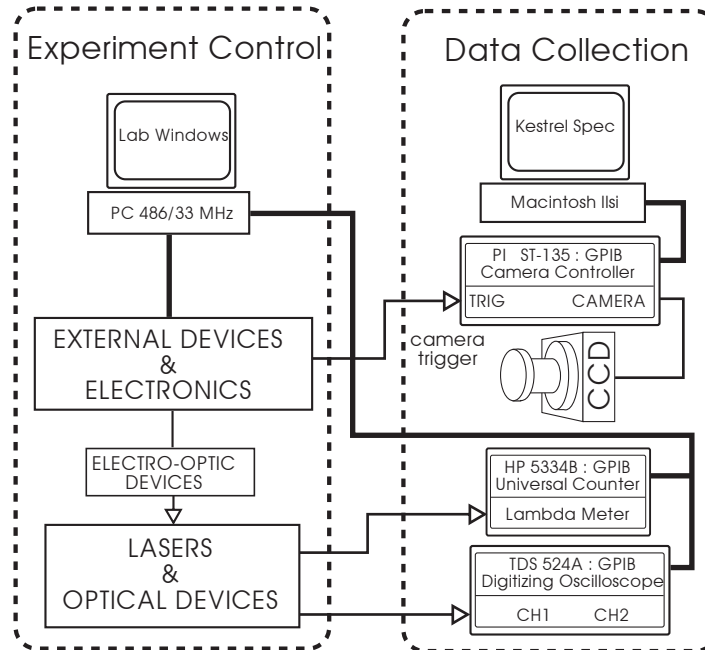 Experiment Control
Lab Windows
PC 486/33 MHz
EXTERNAL DEVICES
&
ELECTRONICS
ELECTRO-OPTIC
DEVICES
LASERS
&
OPTICAL DEVICES
Data Collection
Kestrel Spec
Macintosh IIsi
PI ST-135 : GPIB
Camera Controller
TRIG CAMERA
camera
trigger
CCD
HP 5334B : GPIB
Universal Counter
Lambda Meter
TDS 524A : GPIB
Digitizing Oscilloscope
CH1 CH2